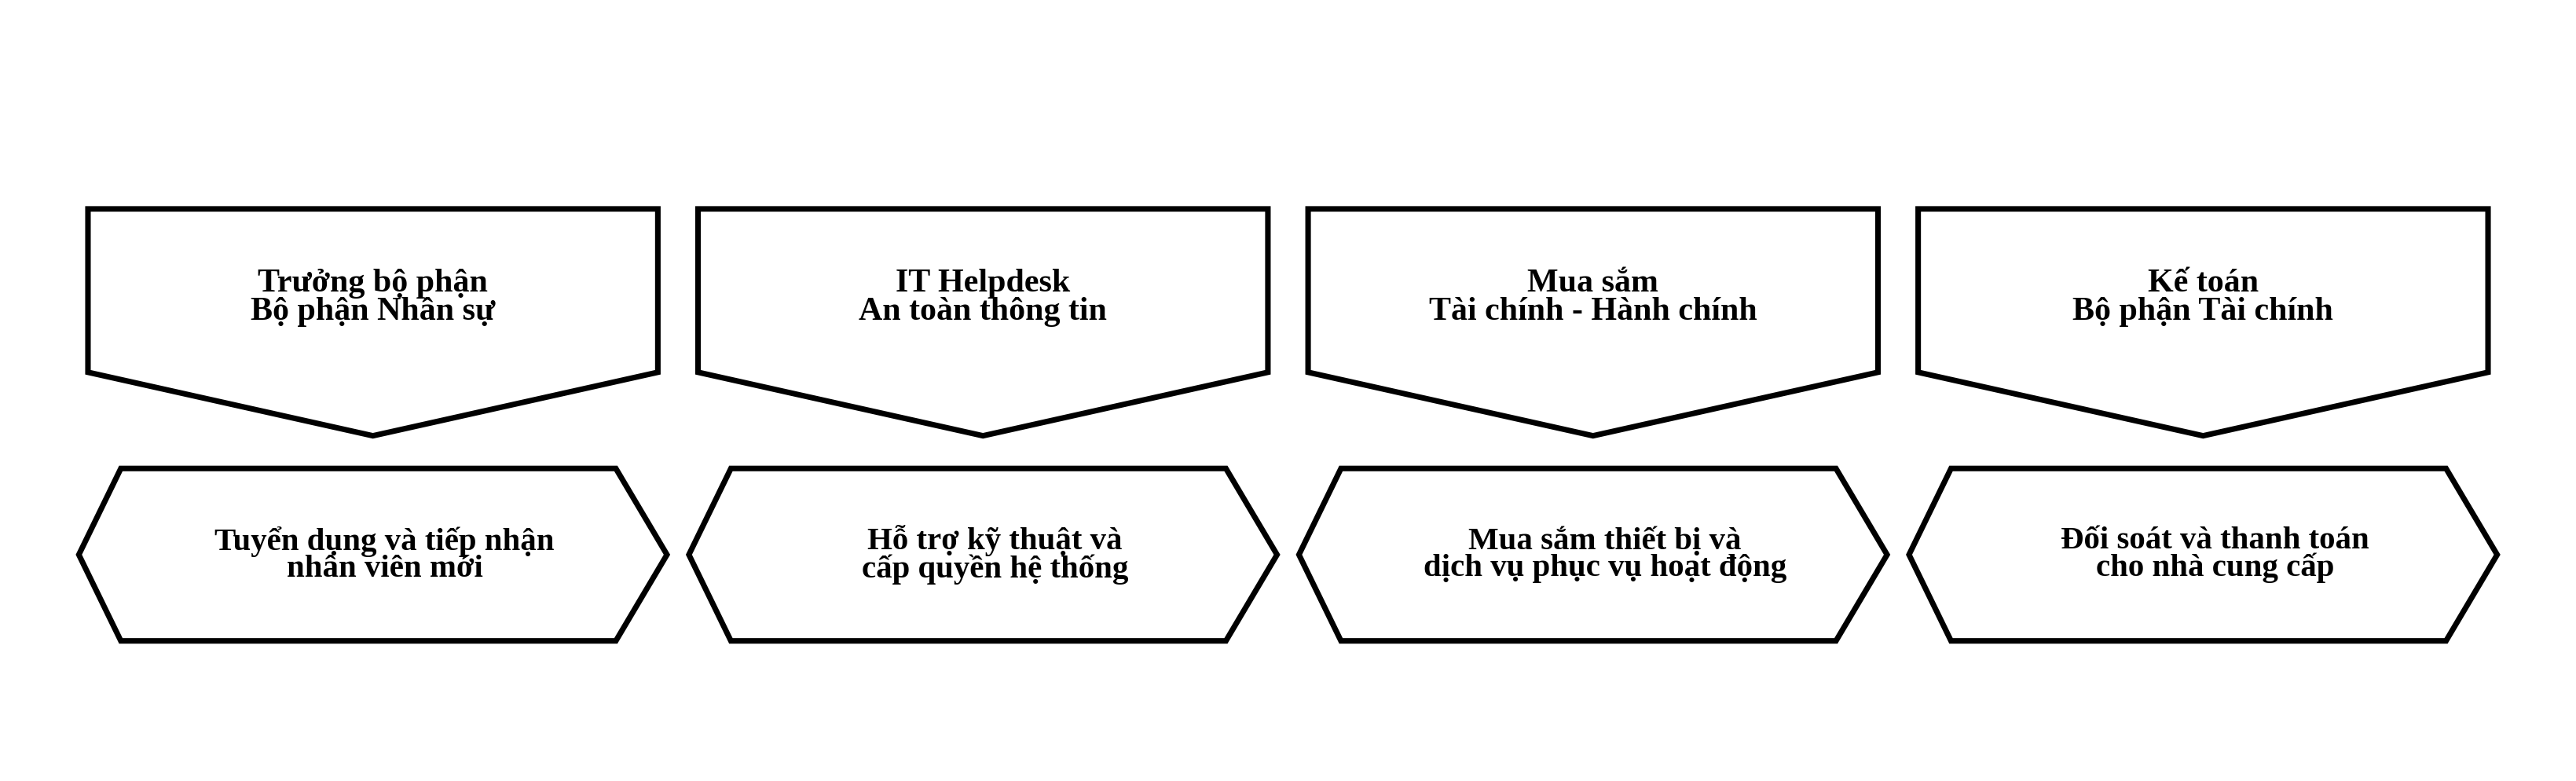 Trưởng bộ phận
Bộ phận Nhân sự
IT Helpdesk
An toàn thông tin
Mua sắm
Tài chính - Hành chính
Kế toán
Bộ phận Tài chính
Tuyển dụng và tiếp nhận
nhân viên mới
Hỗ trợ kỹ thuật và
cấp quyền hệ thống
Mua sắm thiết bị và
dịch vụ phục vụ hoạt động
Đối soát và thanh toán
cho nhà cung cấp